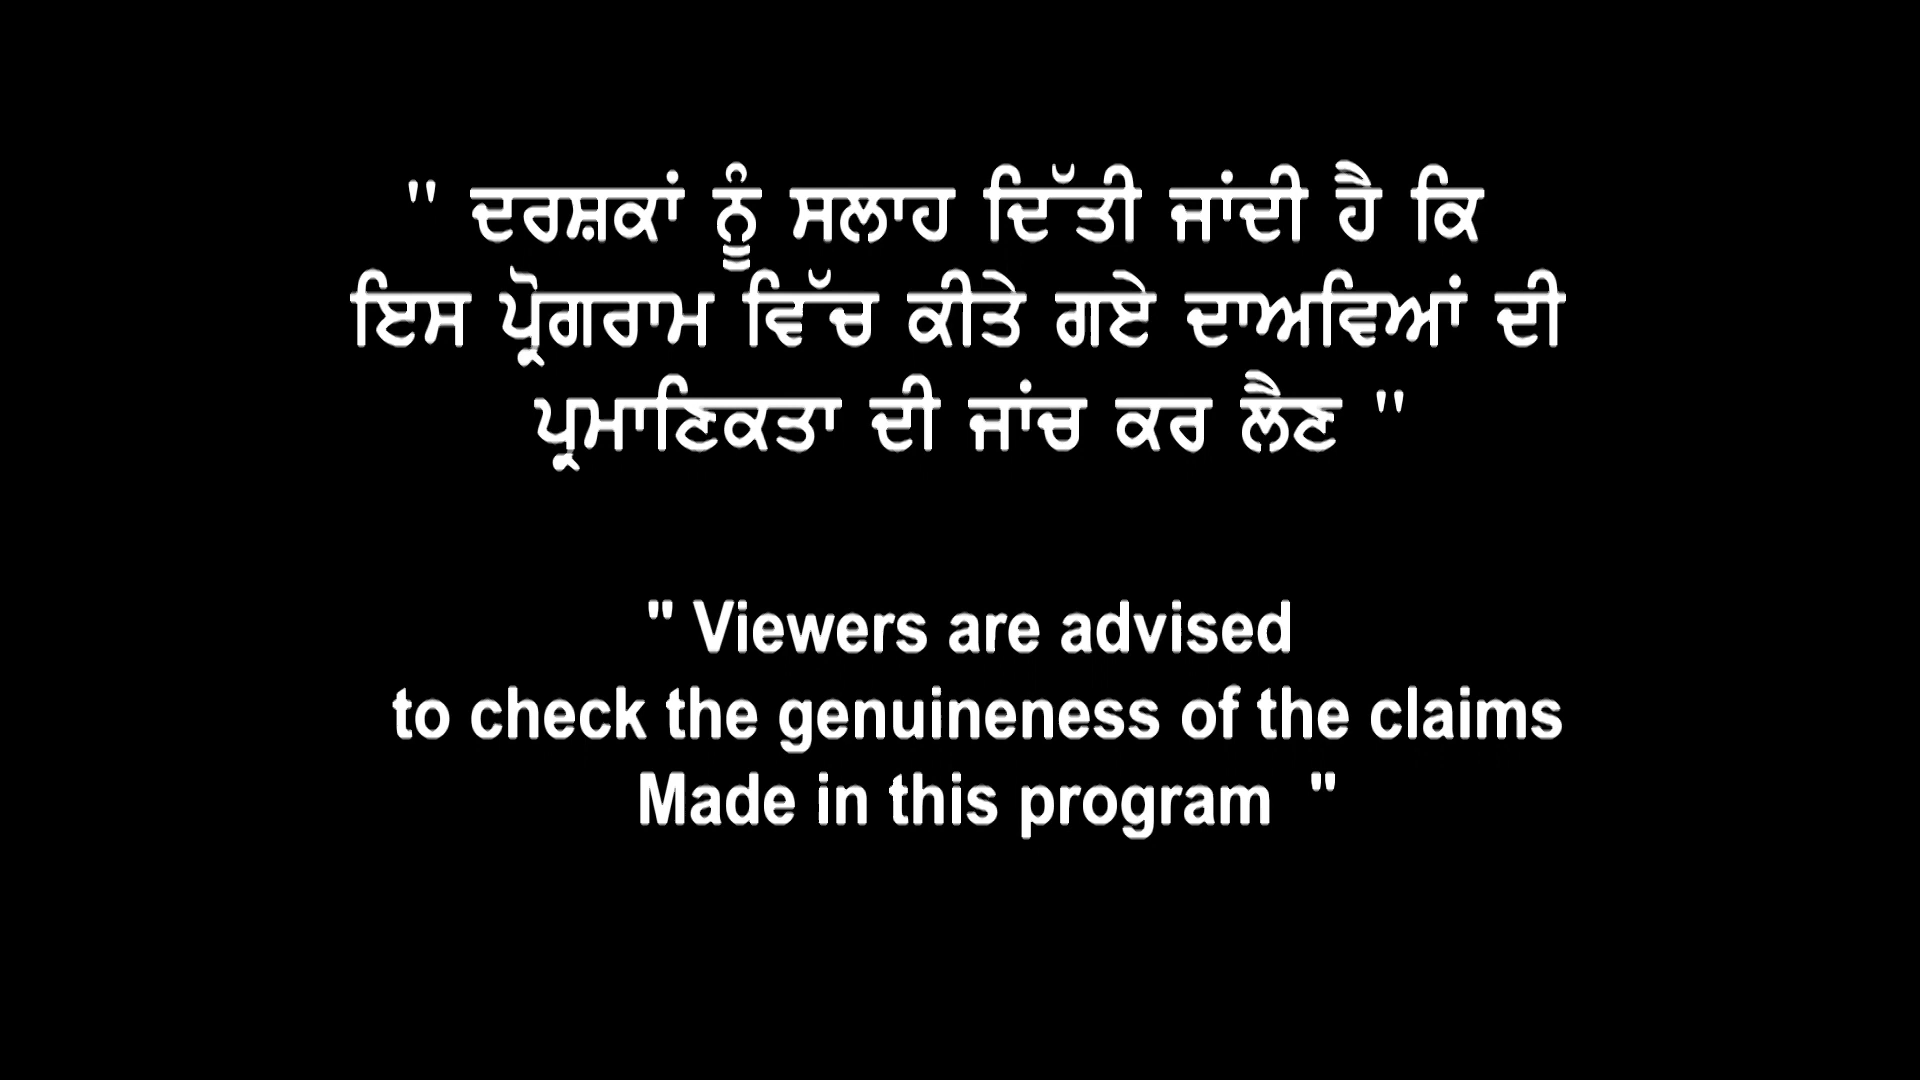 " ਦਰਸ਼ਕਾਂ ਨੂੰ ਸਲਾਹ ਦਿੱਤੀ ਜਾਂਦੀ ਹੈ ਕਿ
ਇਸ ਪ੍ਰੋਗਰਾਮ ਵਿੱਚ ਕੀਤੇ ਗਏ ਦਾਅਵਿਆਂ ਦੀ
ਪ੍ਰਮਾਣਿਕਤਾ ਦੀ ਜਾਂਚ ਕਰ ਲੈਣ "
" Viewers are advised
to check the genuineness of the claims
Made in this program "